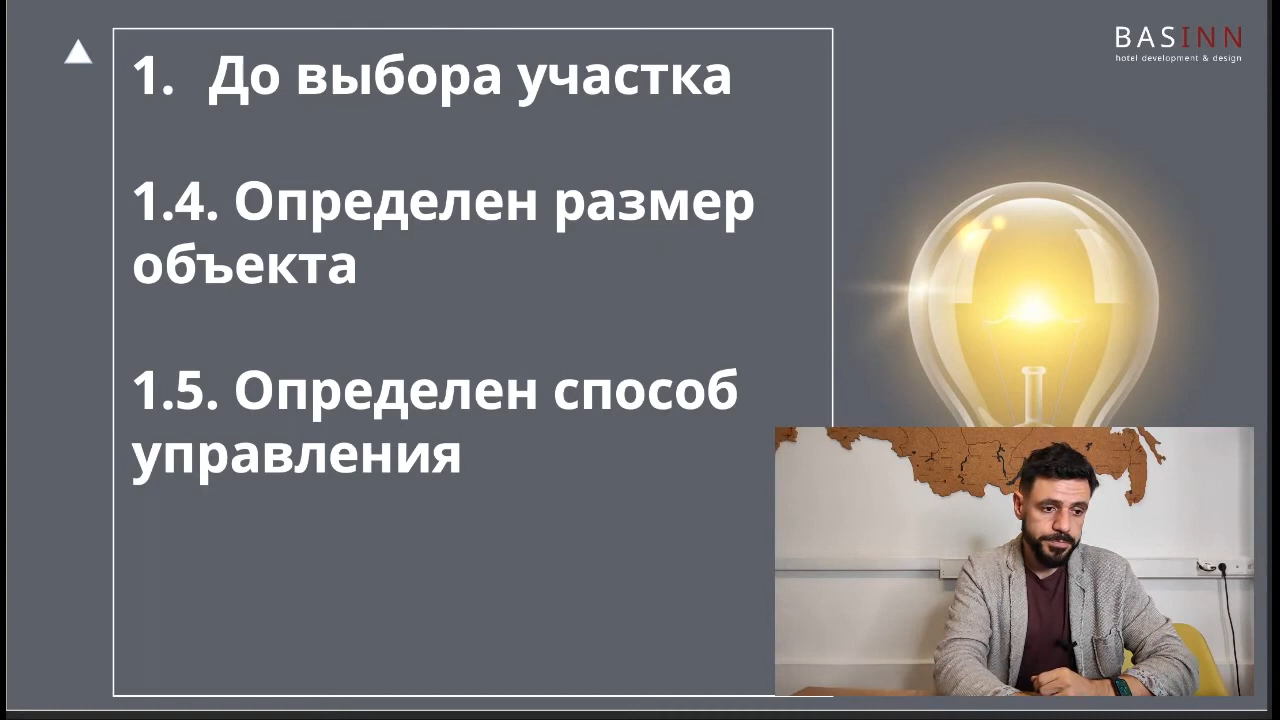 BASINN
hotel development & design
1. До выбора участка
1.4. Определен размер
объекта
1.5. Определен способ
управления